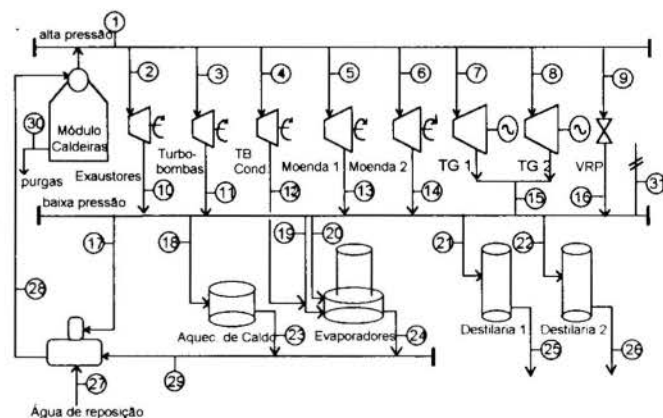 1
alta pressão
2
3
4
5
6
7
8
9
30
Módulo
Caldeiras
purgas
Exaustores
Turbo-
bombas
TB
Cond.
Moenda 1
Moenda 2
TG 1
TG 2
VRP
10
11
12
13
14
15
16
31
baixa pressão
17
18
19
20
21
22
28
Aquec. de Caldo
23
Evaporadores
24
Destilaria 1
Destilaria 2
25
26
27
29
Água de reposição